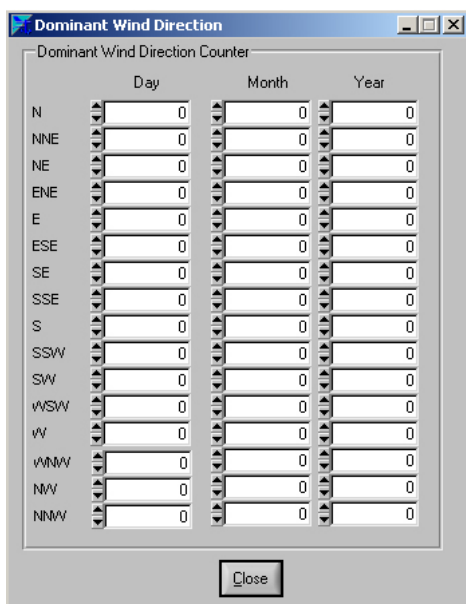 Dominant Wind Direction
Dominant Wind Direction Counter
Day Month Year
N 0 0 0
NNE 0 0 0
NE 0 0 0
ENE 0 0 0
E 0 0 0
ESE 0 0 0
SE 0 0 0
SSE 0 0 0
S 0 0 0
SSW 0 0 0
SW 0 0 0
WSW 0 0 0
W 0 0 0
WNW 0 0 0
NW 0 0 0
NNW 0 0 0
Close